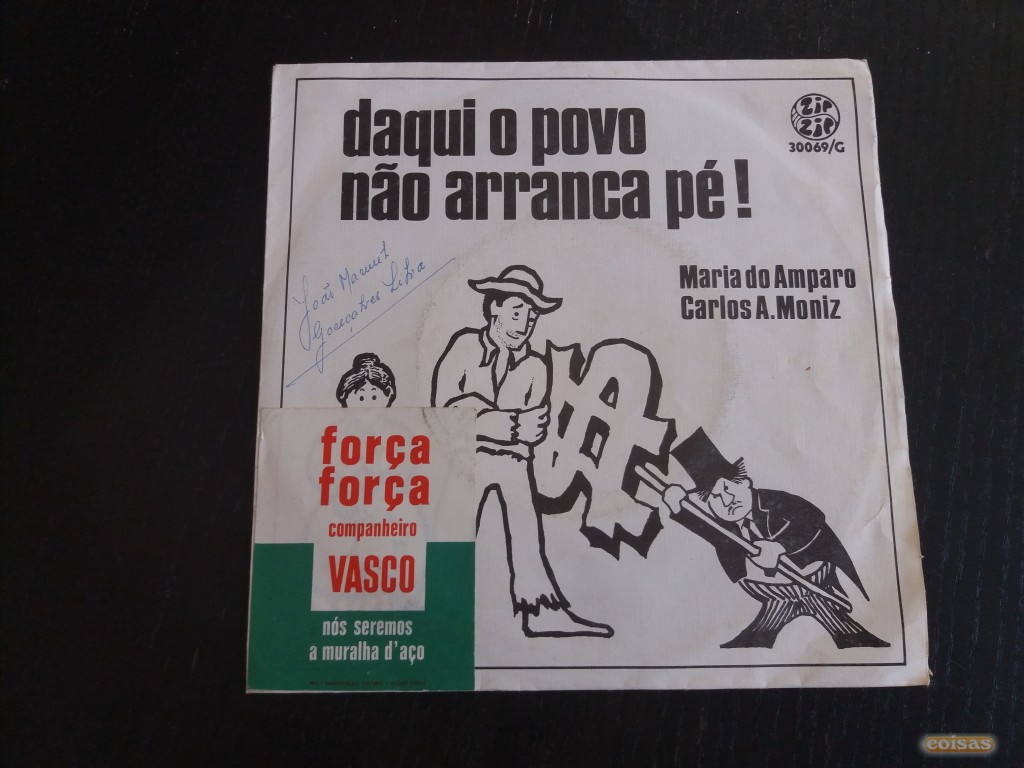 daqui o povo
não arranca pé!
ZIP
ZIP
30069/G
Maria do Amparo
Carlos A. Moniz
João Manuel
Gonçalves
força
força
companheiro
VASCO
nós seremos
a muralha d'aço
coisas